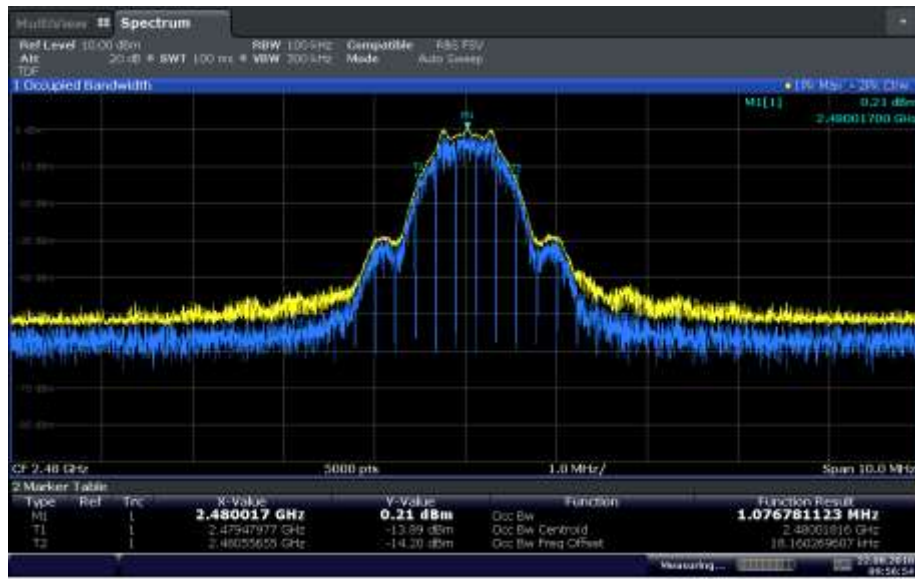 MultiView Spectrum
Ref Level 10.00 dBm RBW 100 kHz Compatible R&S FSV
Att 20 dB SWT 100 ms VBW 300 kHz Mode Auto Sweep
TDF
1 Occupied Bandwidth 1Pk Max 2Pk Clrw
M1[1] 0.21 dBm
2.48001700 GHz
M1
T1
T2
CF 2.48 GHz 5000 pts 1.0 MHz/ Span 10.0 MHz
2 Marker Table
Type Ref Trc X-Value Y-Value Function Function Result
M1 1 2.480017 GHz 0.21 dBm Occ Bw 1.076781123 MHz
T1 1 2.47947977 GHz -13.89 dBm Occ Bw Centroid 2.48001816 GHz
T2 1 2.48055655 GHz -14.20 dBm Occ Bw Freq Offset 18.160269607 kHz
Measuring...